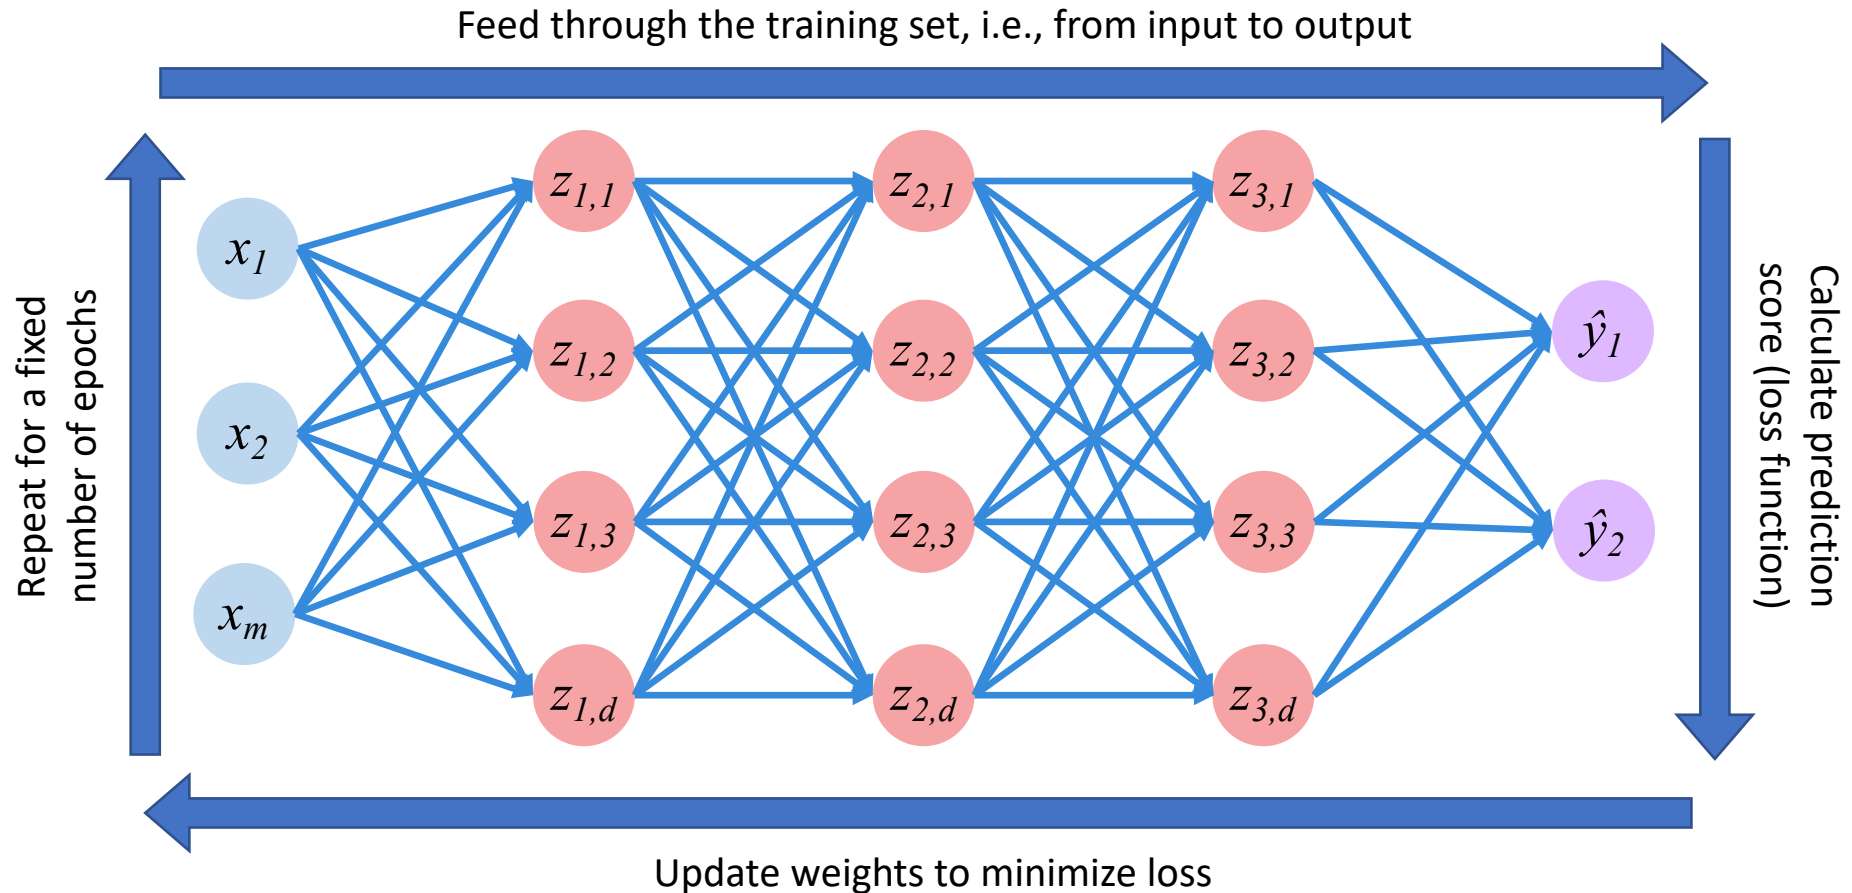 Feed through the training set, i.e., from input to output
Repeat for a fixed
number of epochs
x1
x2
xm
z1,1
z1,2
z1,3
z1,d
z2,1
z2,2
z2,3
z2,d
z3,1
z3,2
z3,3
z3,d
ŷ1
ŷ2
Calculate prediction
score (loss function)
Update weights to minimize loss